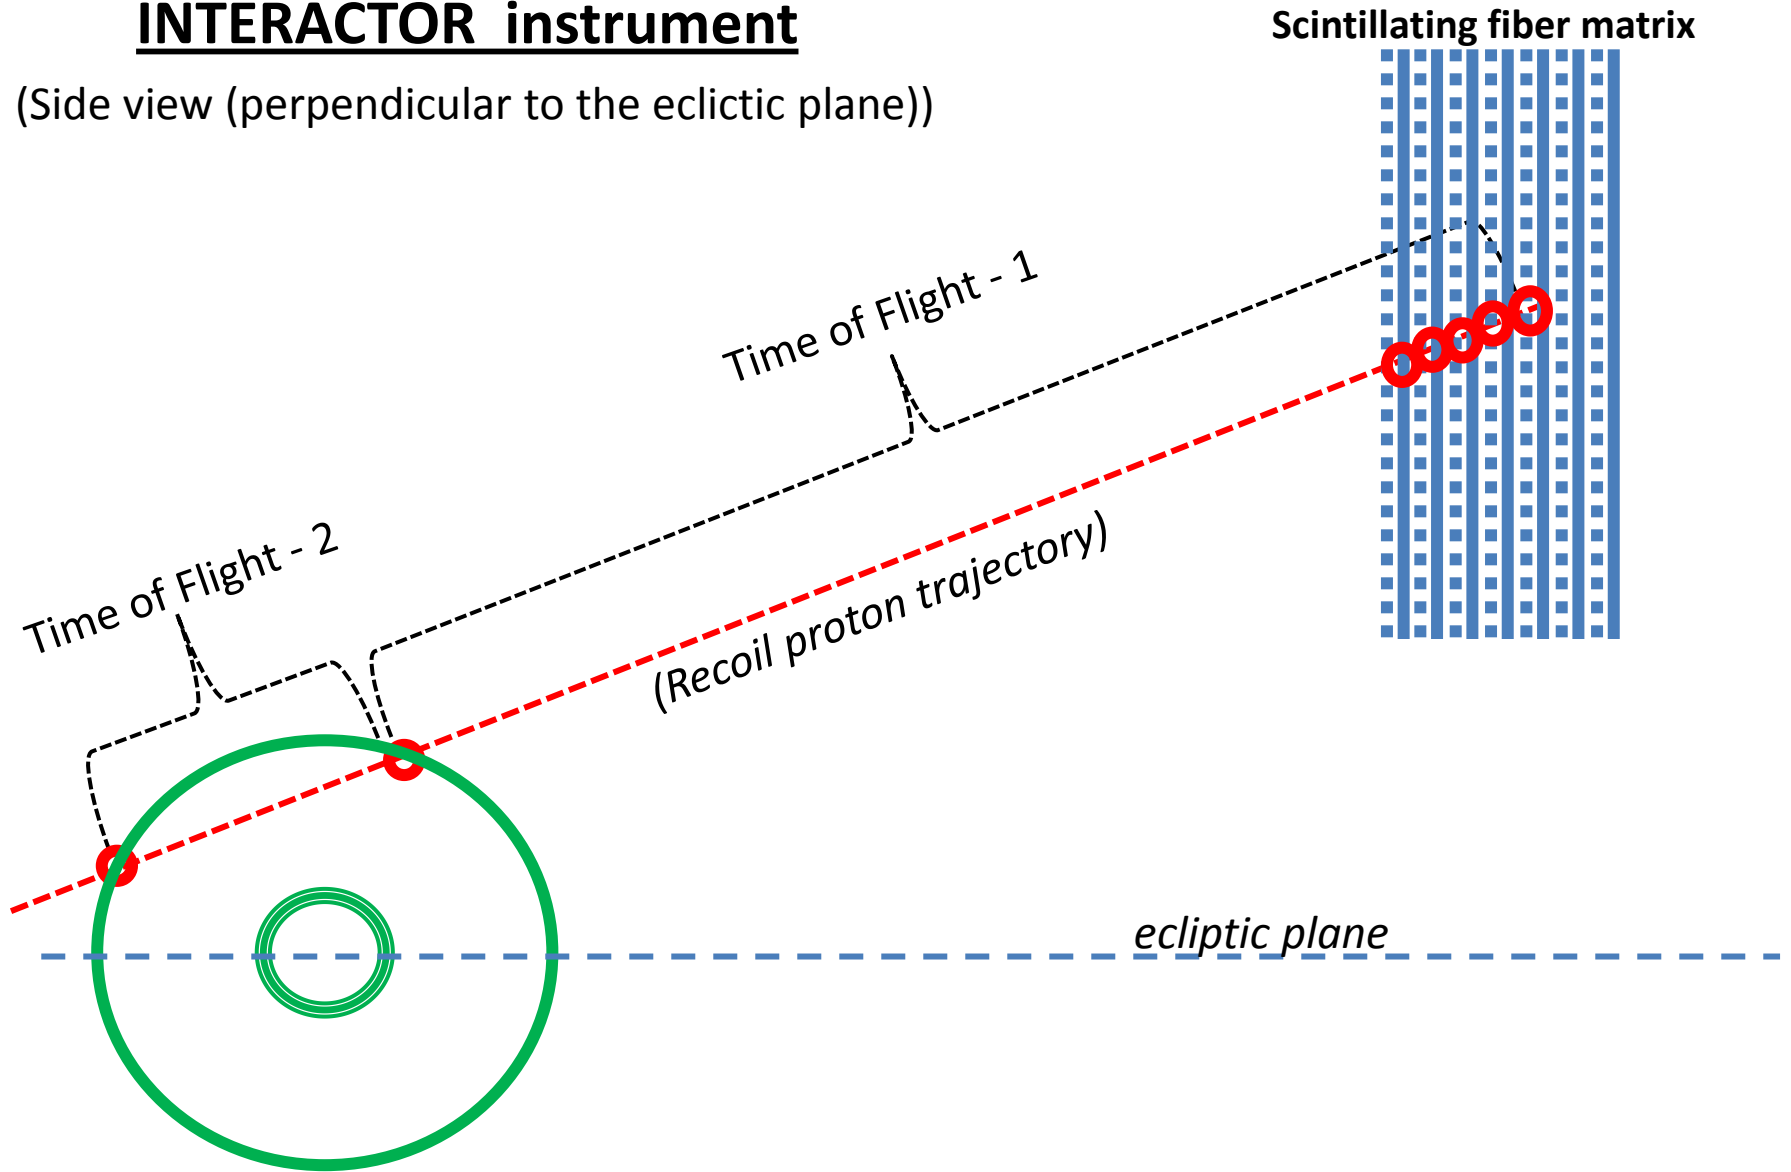 INTERACTOR instrument
Scintillating fiber matrix
(Side view (perpendicular to the eclictic plane))
Time of Flight - 1
Time of Flight - 2
(Recoil proton trajectory)
ecliptic plane